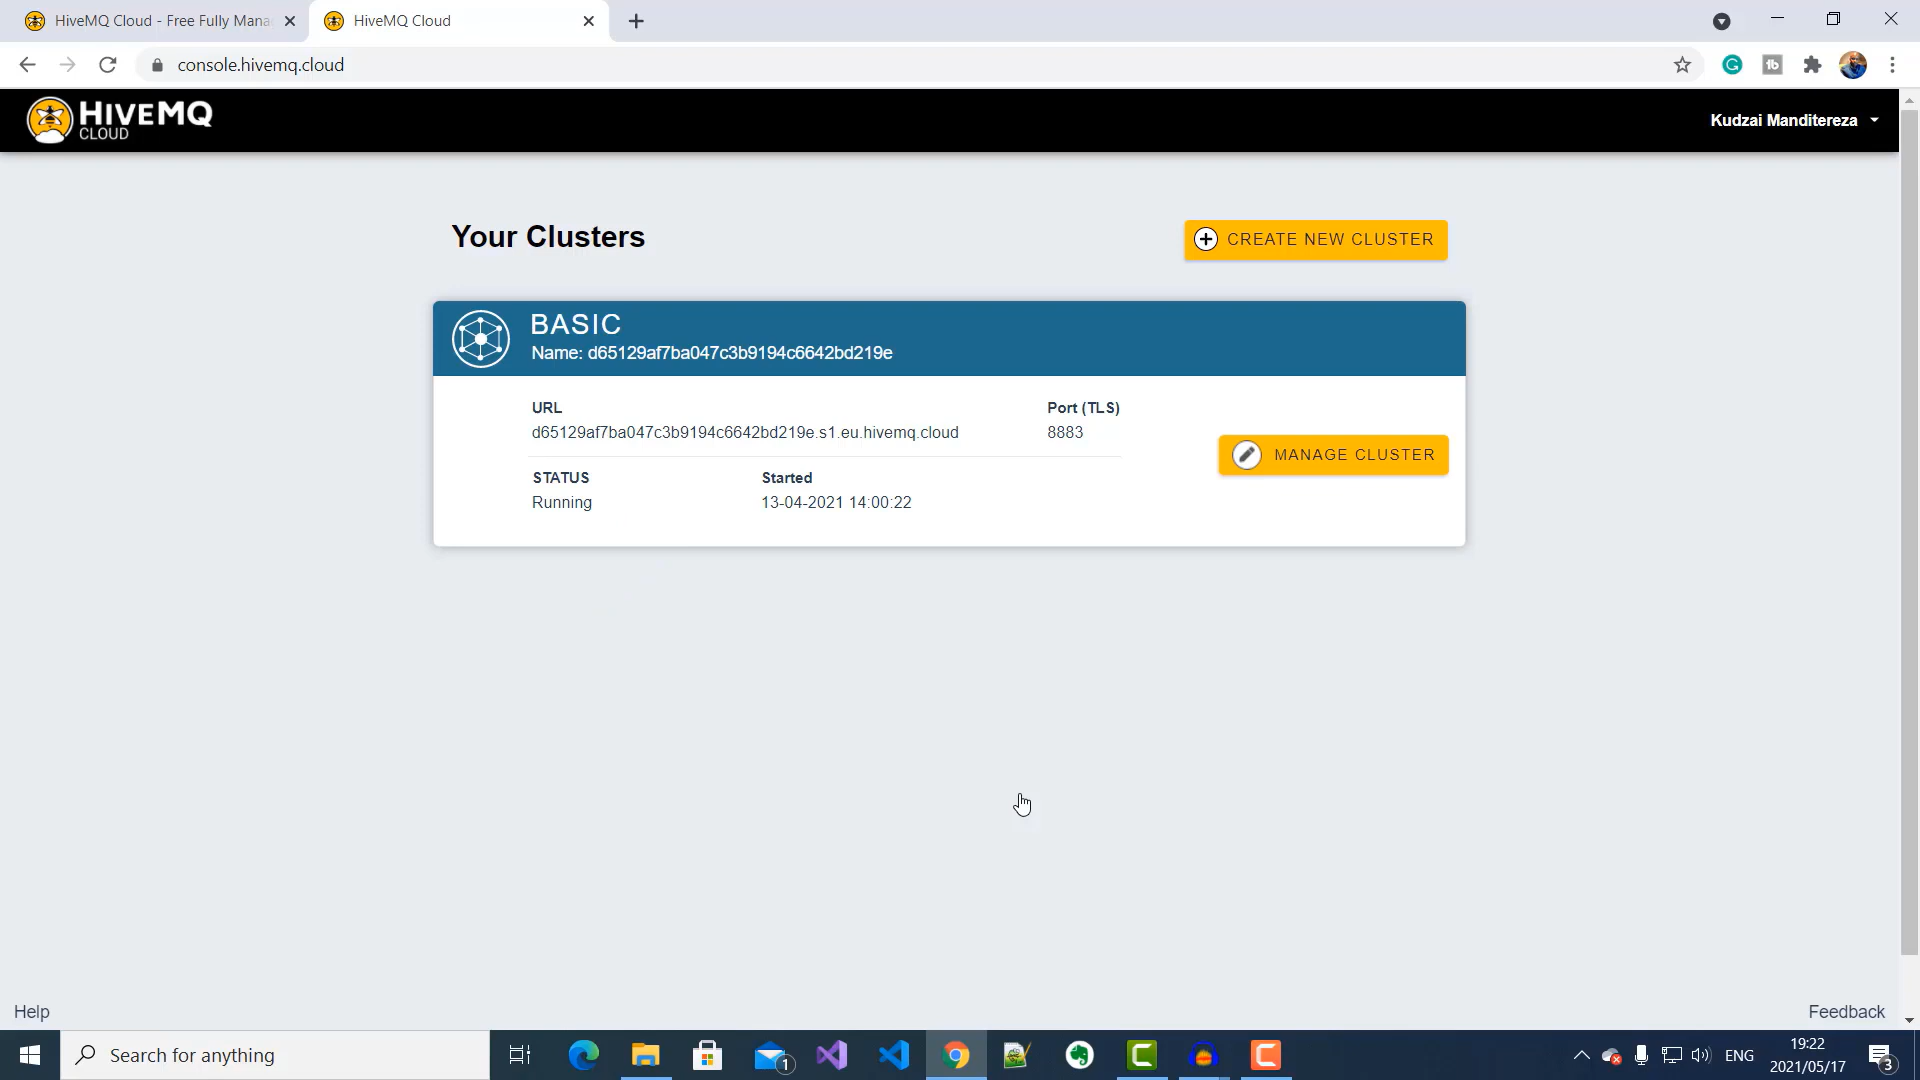 HiveMQ Cloud - Free Fully Mana
HiveMQ Cloud
console.hivemq.cloud
HIVEMQ
CLOUD
Kudzai Manditereza
Your Clusters
CREATE NEW CLUSTER
BASIC
Name: d65129af7ba047c3b9194c6642bd219e
URL
Port (TLS)
d65129af7ba047c3b9194c6642bd219e.s1.eu.hivemq.cloud
8883
MANAGE CLUSTER
STATUS
Started
Running
13-04-2021 14:00:22
Help
Feedback
Search for anything
1
ENG
19:22
2021/05/17
3